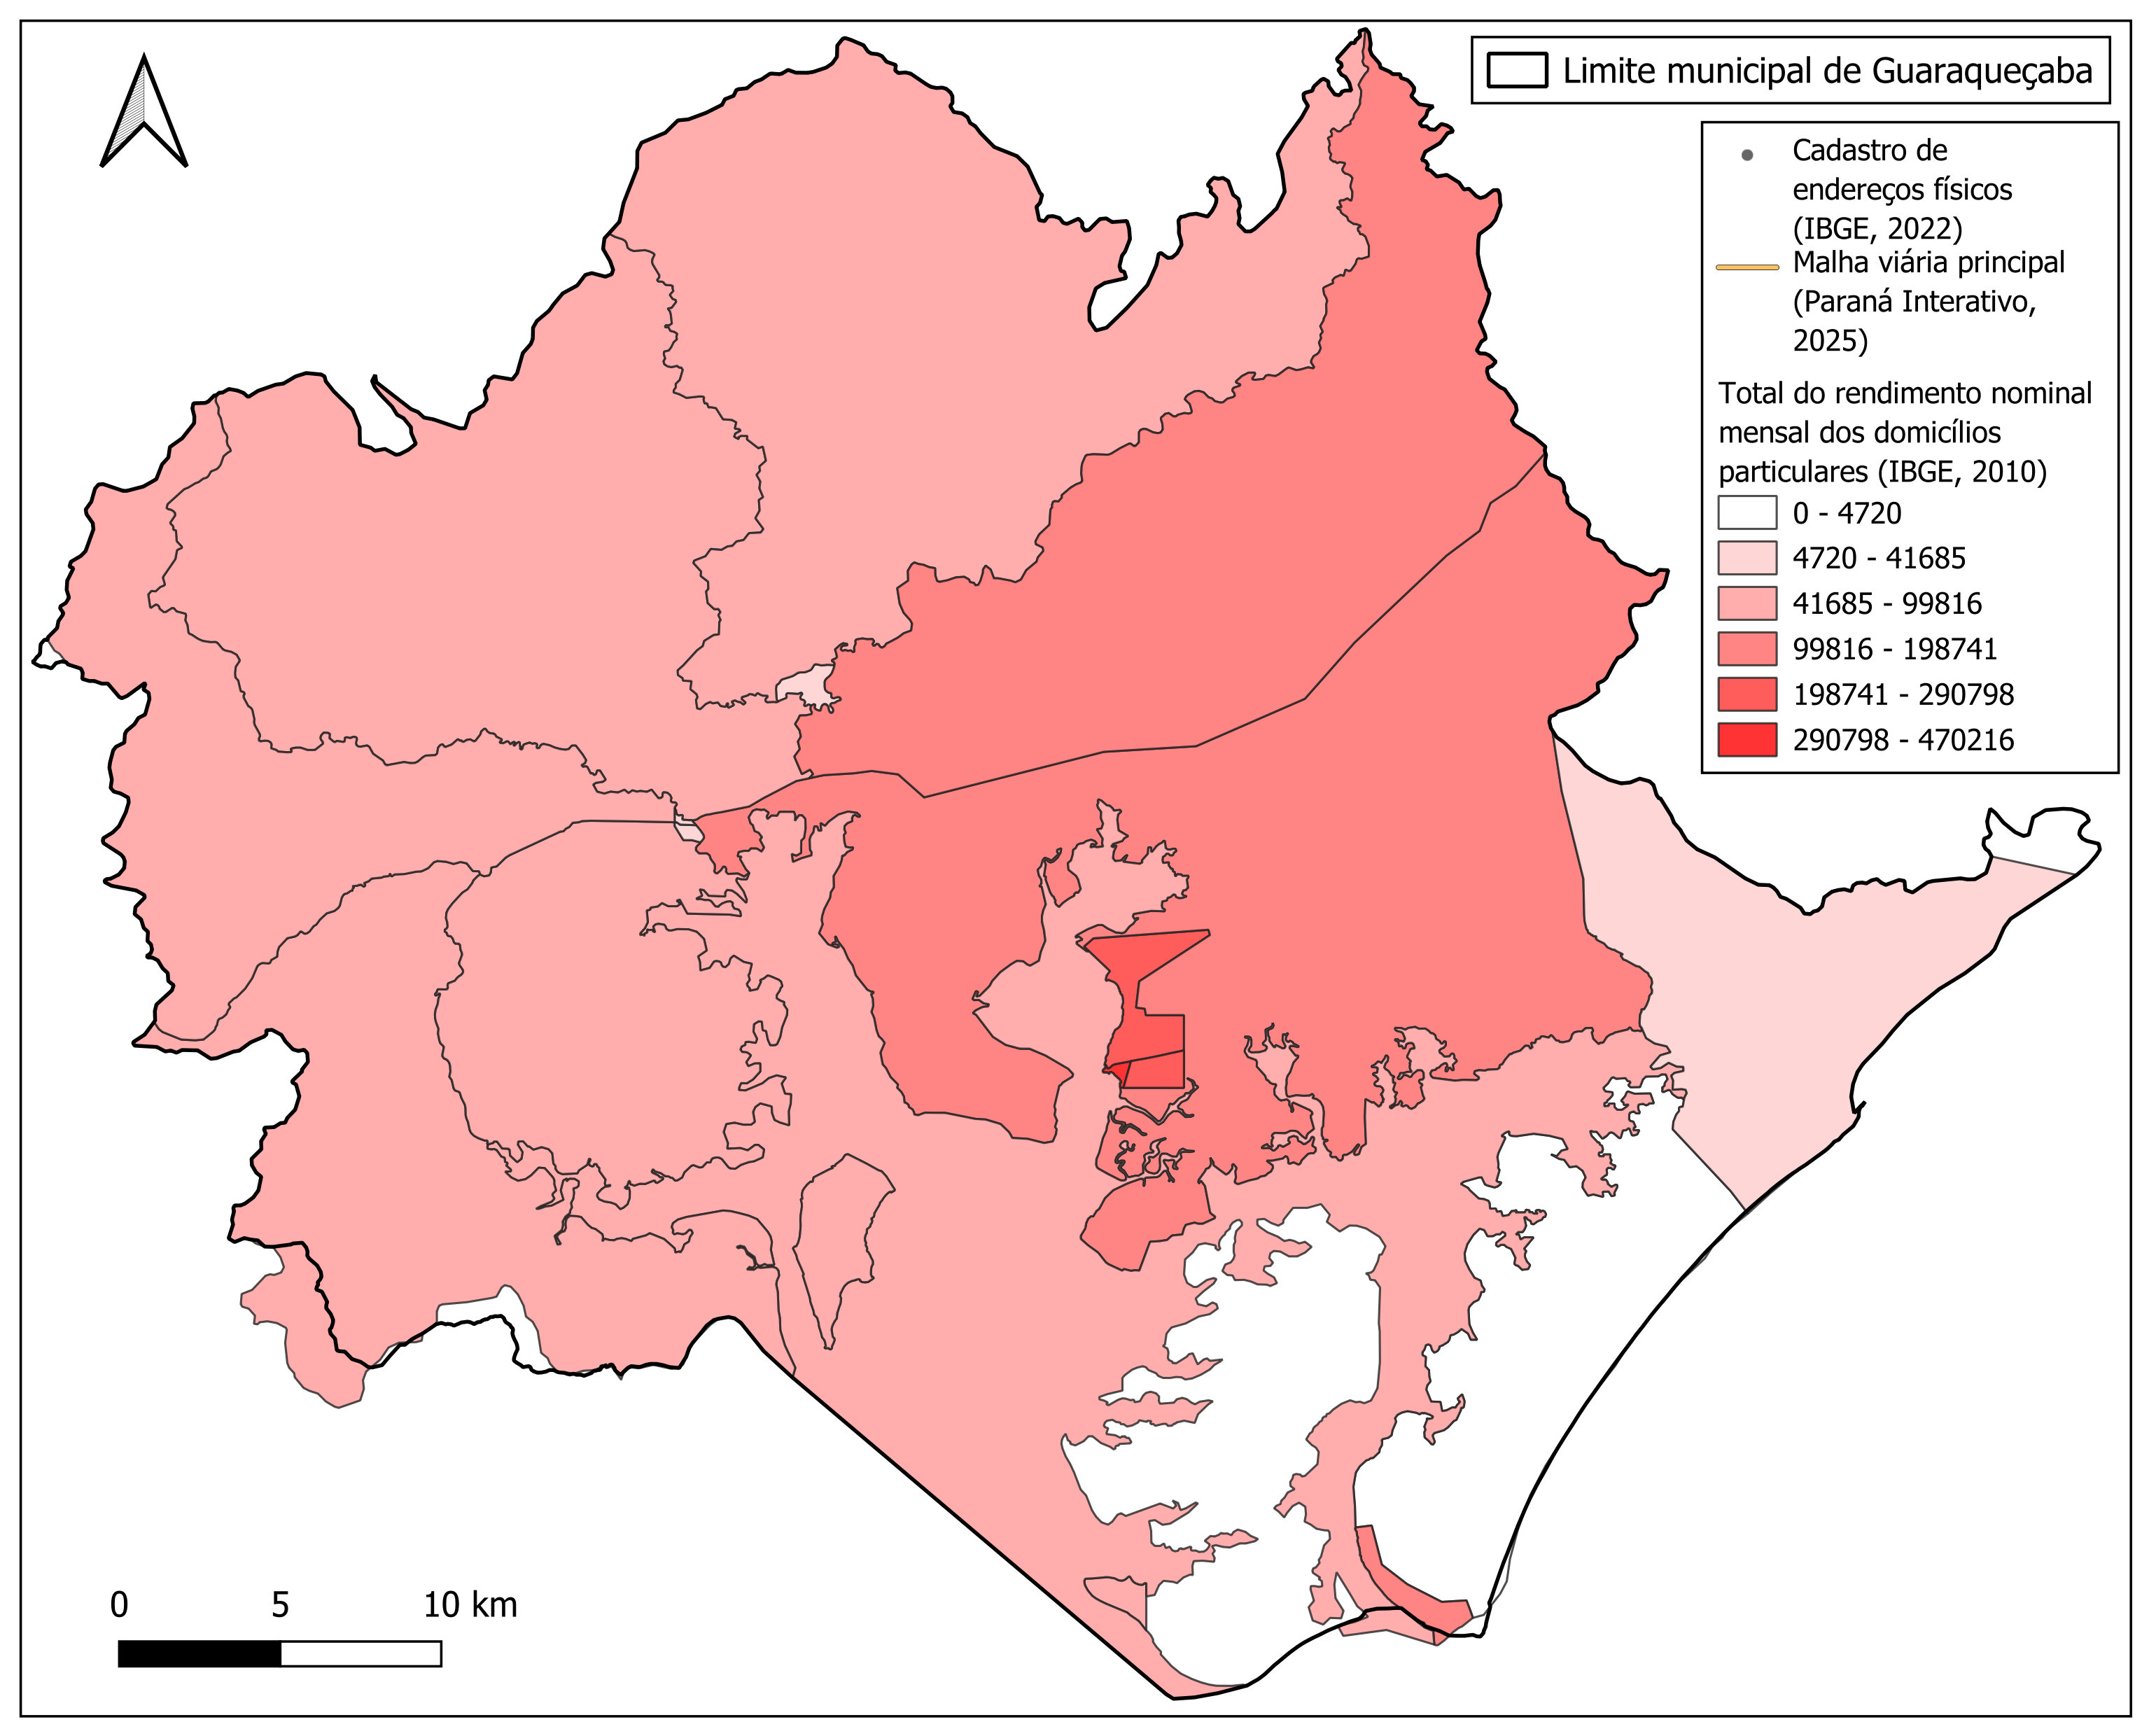 Limite municipal de Guaraqueçaba
Cadastro de
endereços físicos
(IBGE, 2022)
Malha viária principal
(Paraná Interativo,
2025)
Total do rendimento nominal
mensal dos domicílios
particulares (IBGE, 2010)
0 - 4720
4720 - 41685
41685 - 99816
99816 - 198741
198741 - 290798
290798 - 470216
0 5 10 km